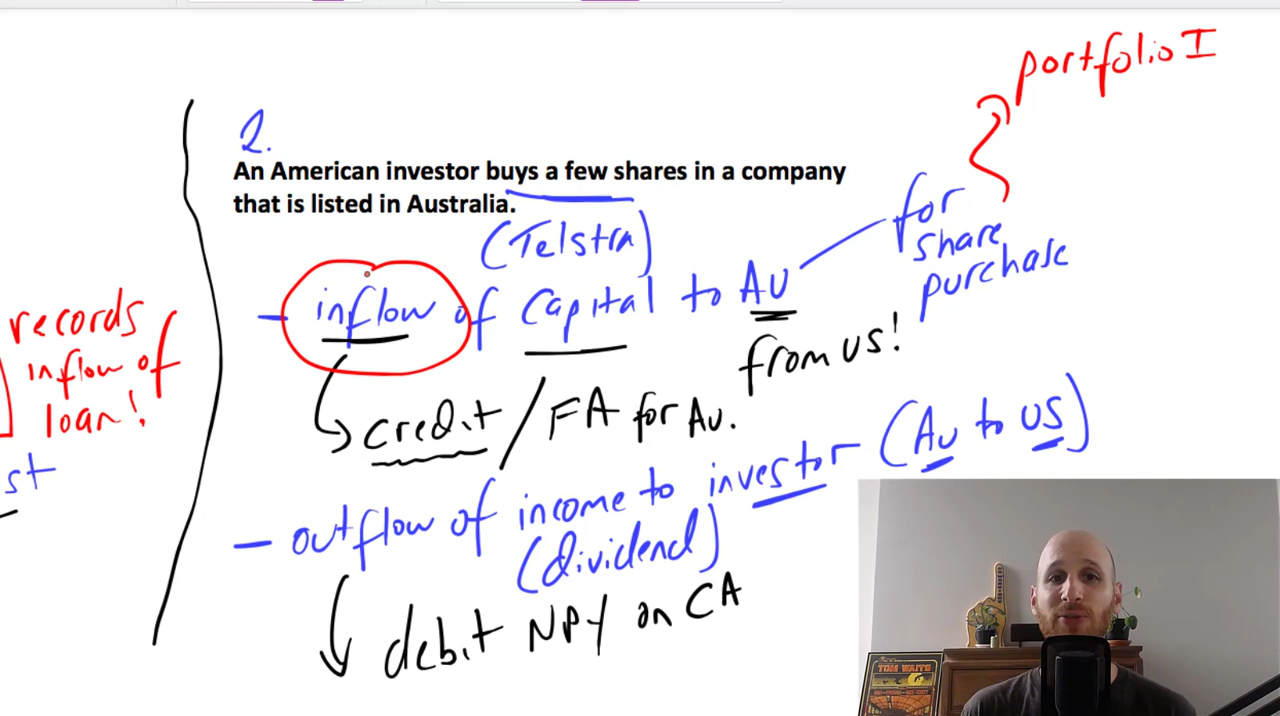 portfolio I
2.
An American investor buys a few shares in a company
that is listed in Australia.
(Telstra)
for
share
purchase
- inflow of Capital to AU
from US!
credit / FA for Au.
records
inflow of
loan!
st
- outflow of income to investor (Au to US)
(dividend)
debit NPY on CA
TOM WAITS